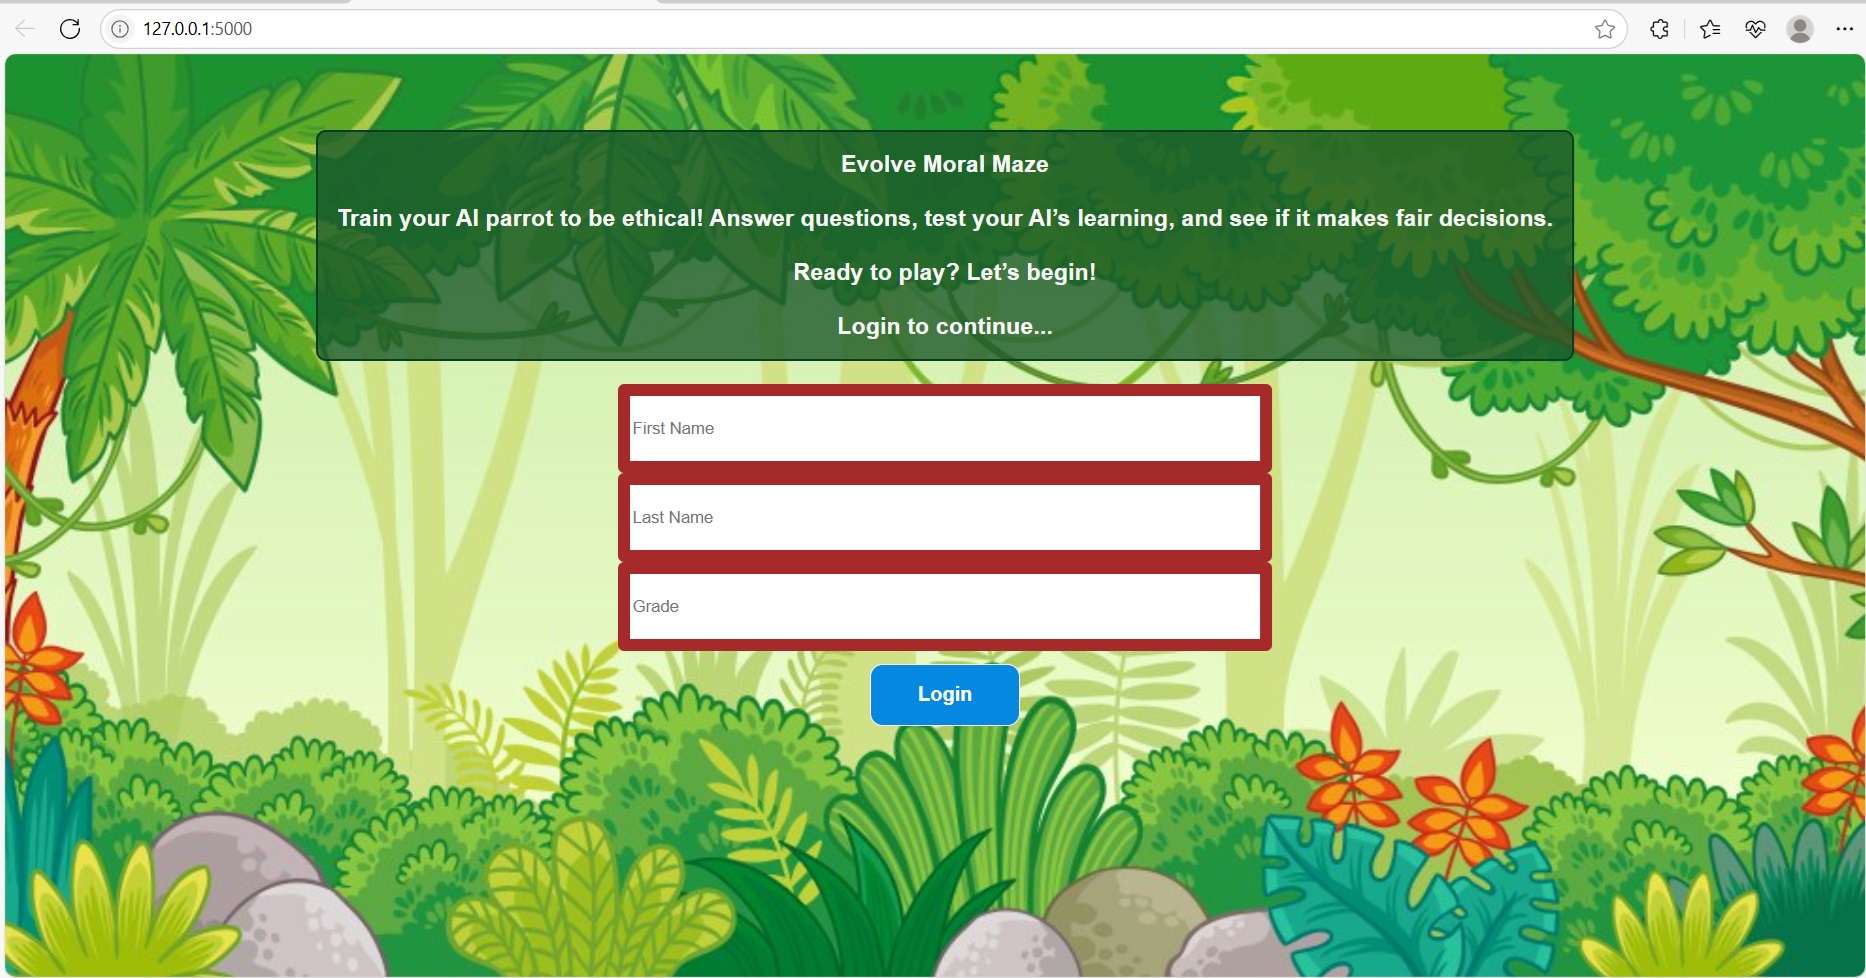 127.0.0.1:5000
Evolve Moral Maze
Train your AI parrot to be ethical! Answer questions, test your AI’s learning, and see if it makes fair decisions.
Ready to play? Let’s begin!
Login to continue...
First Name
Last Name
Grade
Login